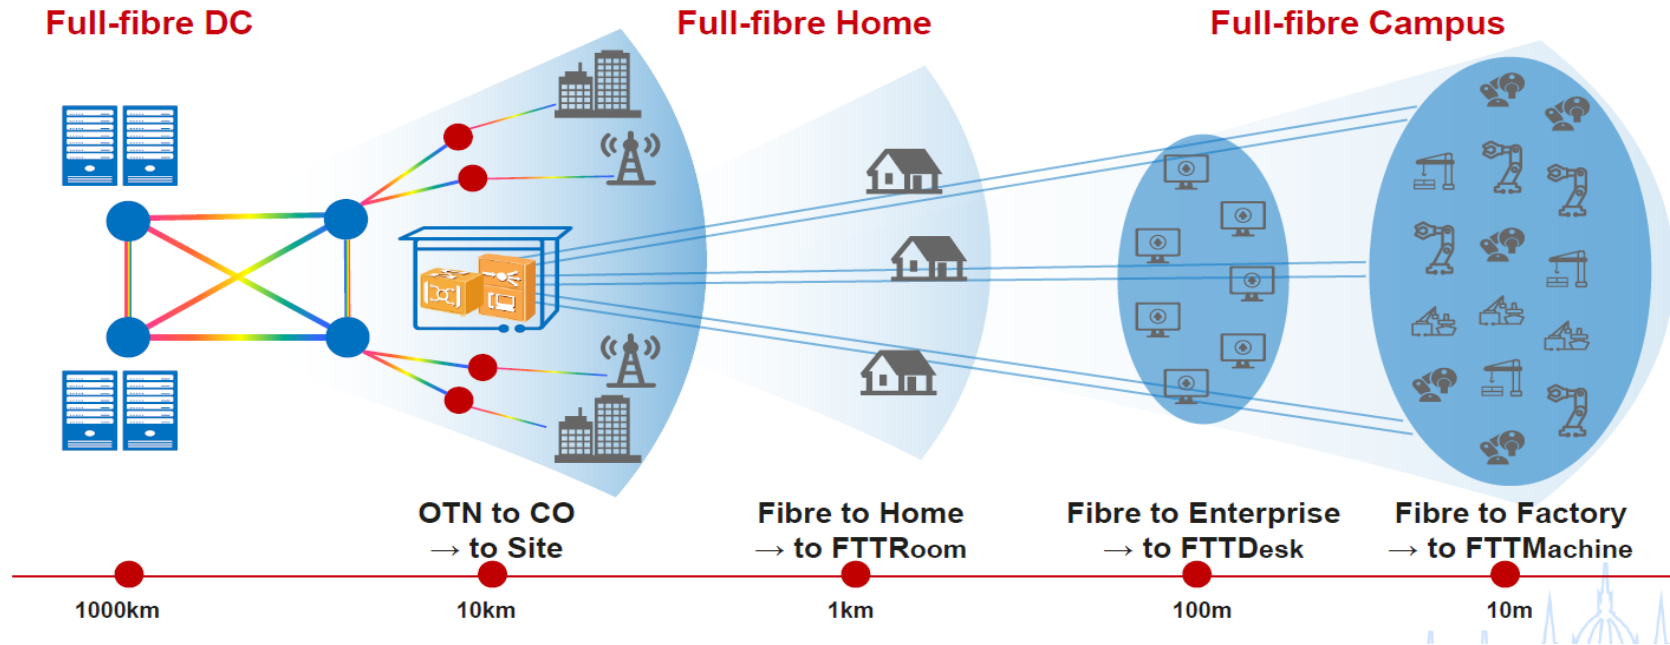 Full-fibre DC
Full-fibre Home
Full-fibre Campus
OTN to CO
→ to Site
Fibre to Home
→ to FTTRoom
Fibre to Enterprise
→ to FTTDesk
Fibre to Factory
→ to FTTMachine
1000km
10km
1km
100m
10m